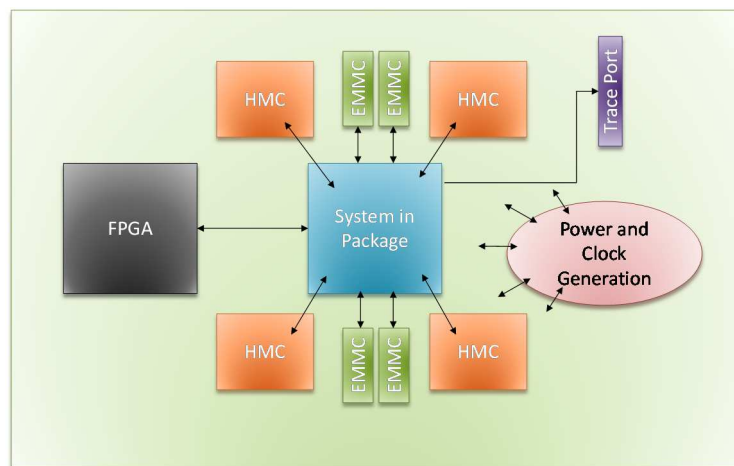 HMC
EMMC
EMMC
HMC
Trace Port
FPGA
System in
Package
Power and
Clock
Generation
HMC
EMMC
EMMC
HMC